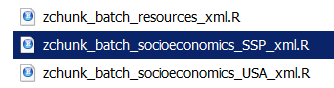 zchunk_batch_resources_xml.R
zchunk_batch_socioeconomics_SSP_xml.R
zchunk_batch_socioeconomics_USA_xml.R